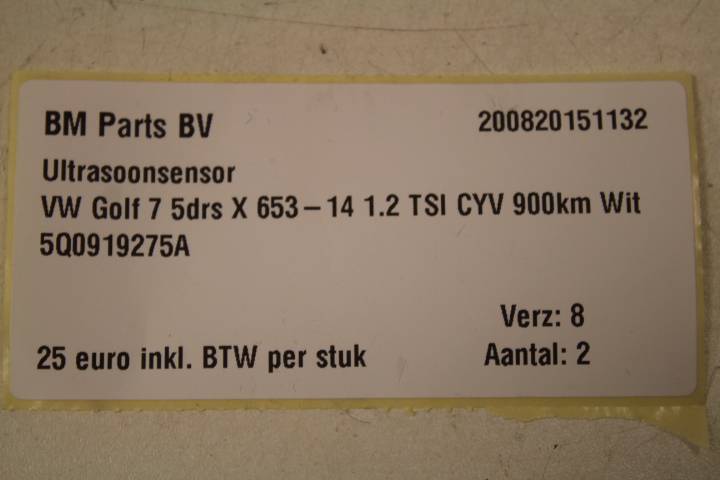 BM Parts BV 200820151132
Ultrasoonsensor
VW Golf 7 5drs X 653-14 1.2 TSI CYV 900km Wit
5Q0919275A
Verz: 8
25 euro inkl. BTW per stuk Aantal: 2